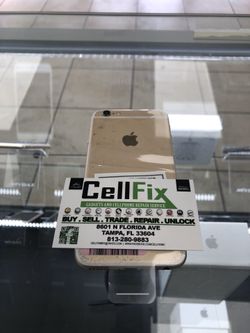 CellFix
GADGETS AND CELLPHONE REPAIR SERVICE
BUY . SELL . TRADE . REPAIR . UNLOCK
8601 N FLORIDA AVE
TAMPA, FL 33604
813-280-9883